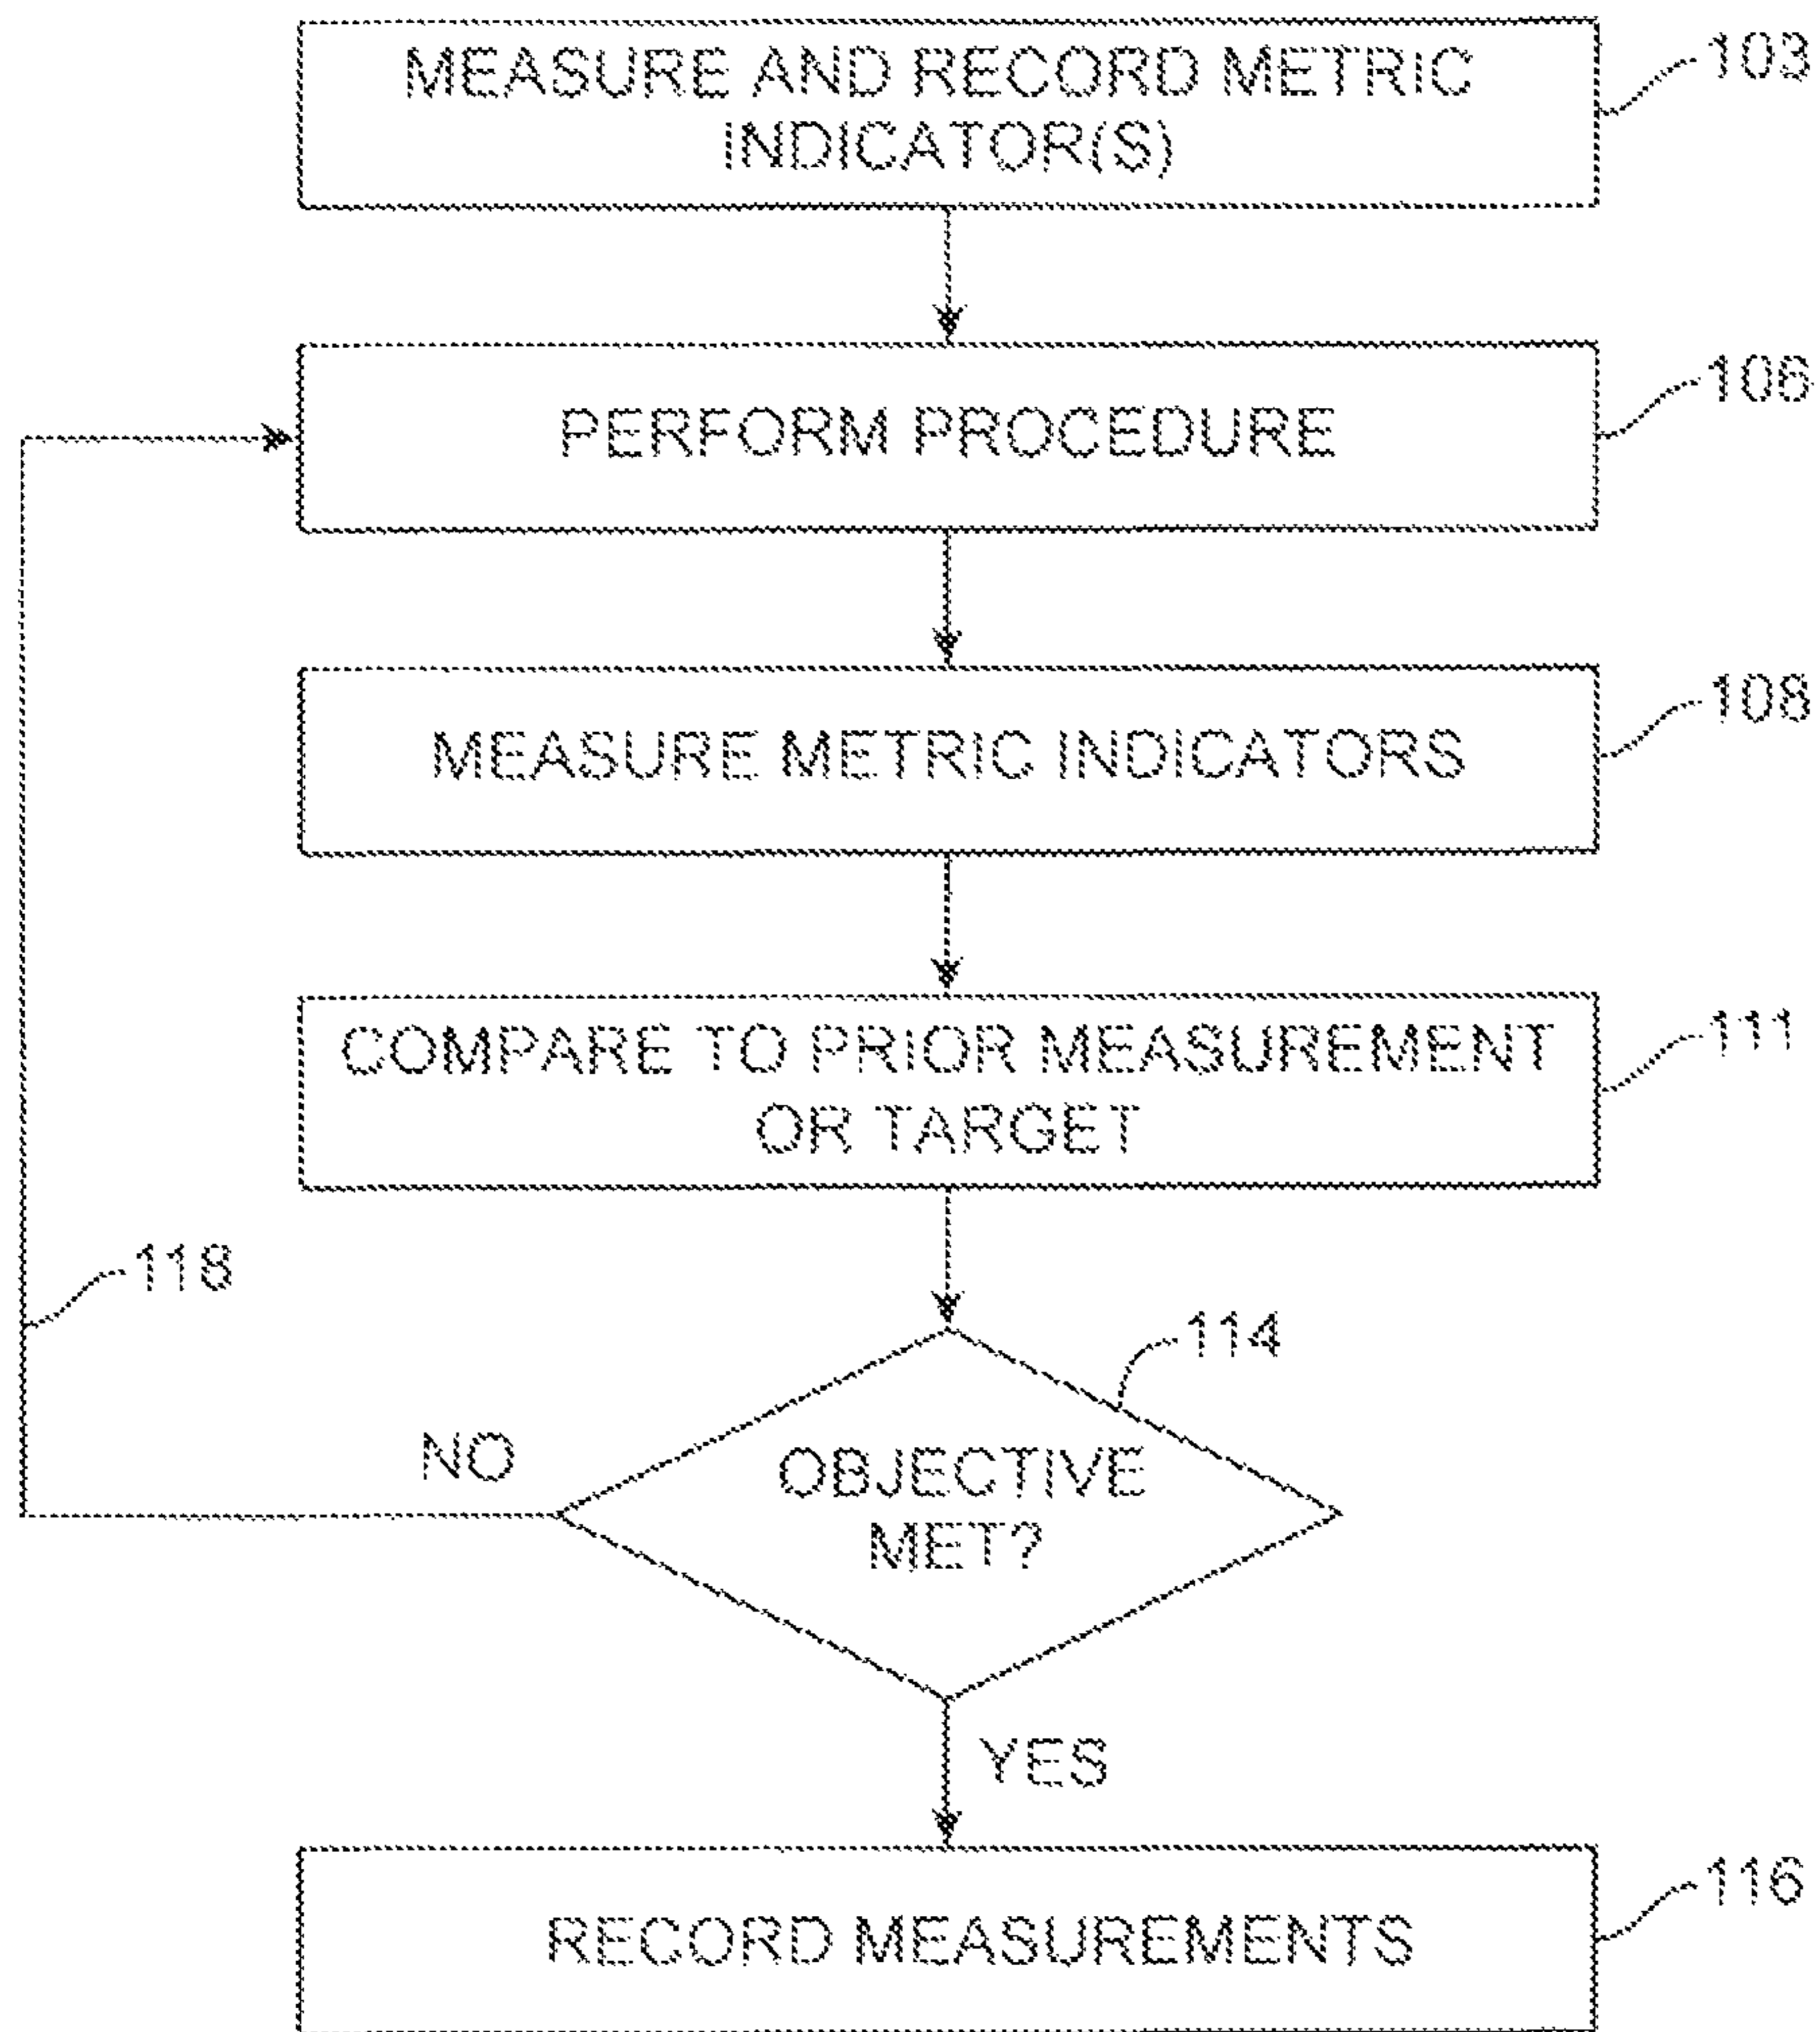 MEASURE AND RECORD METRIC
INDICATOR(S)
103
PERFORM PROCEDURE
106
MEASURE METRIC INDICATORS
108
COMPARE TO PRIOR MEASUREMENT
OR TARGET
111
118
114
NO
OBJECTIVE
MET?
YES
RECORD MEASUREMENTS
116